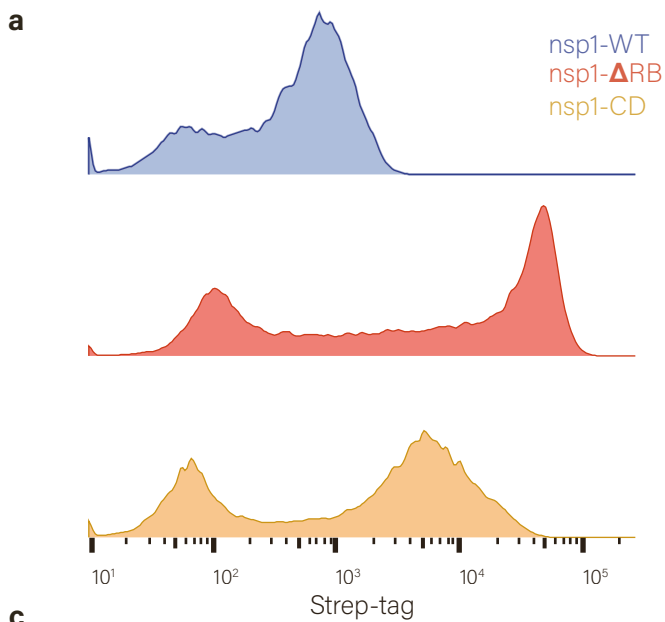 a
nsp1-WT
nsp1-ΔRB
nsp1-CD
10¹ 10² 10³ 10⁴ 10⁵
Strep-tag
c